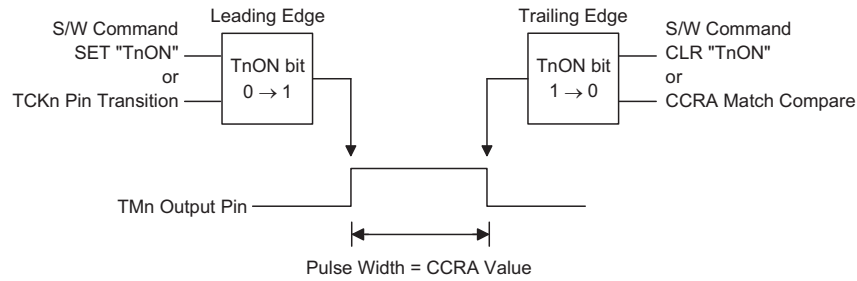 Leading Edge
S/W Command
SET "TnON"
or
TCKn Pin Transition
TnON bit
0 → 1
Trailing Edge
TnON bit
1 → 0
S/W Command
CLR "TnON"
or
CCRA Match Compare
TMn Output Pin
Pulse Width = CCRA Value